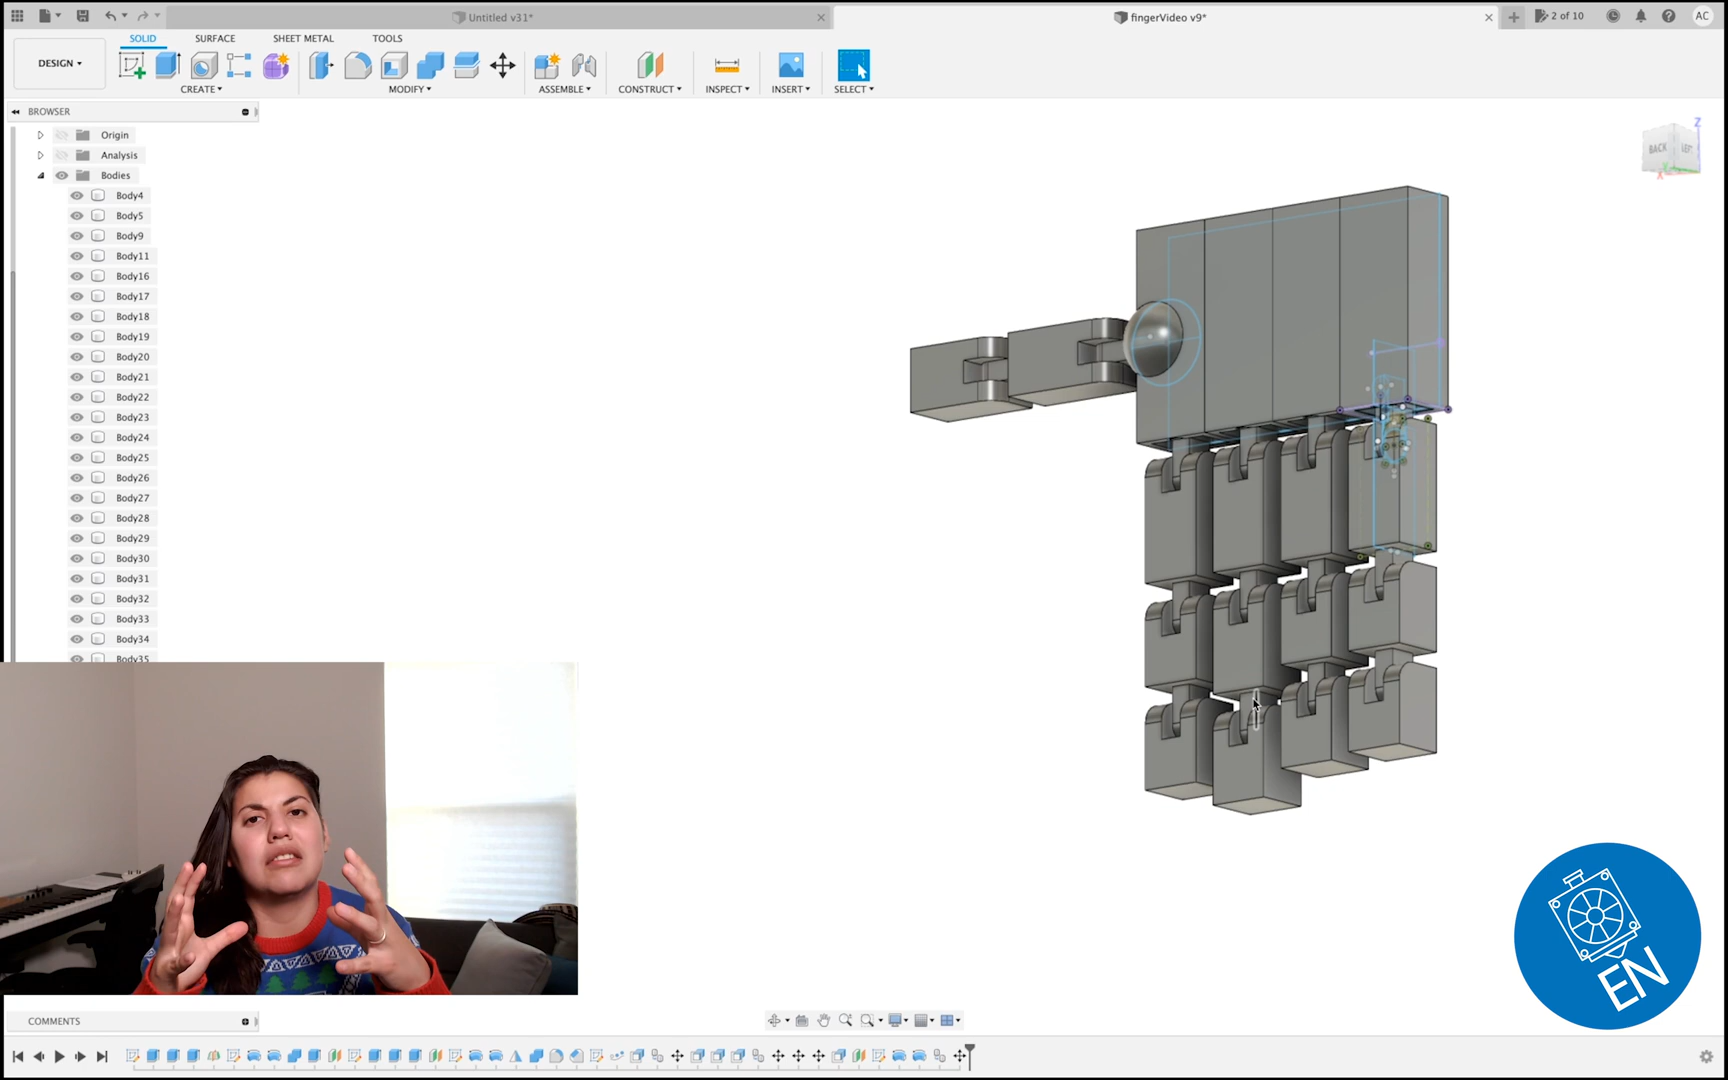 Untitled v31*
fingerVideo v9*
2 of 10
AC
DESIGN
SOLID
SURFACE
SHEET METAL
TOOLS
CREATE
MODIFY
ASSEMBLE
CONSTRUCT
INSPECT
INSERT
SELECT
BROWSER
Origin
Analysis
Bodies
Body4
Body5
Body9
Body11
Body16
Body17
Body18
Body19
Body20
Body21
Body22
Body23
Body24
Body25
Body26
Body27
Body28
Body29
Body30
Body31
Body32
Body33
Body34
Body35
Z
BACK
LEFT
X
EN
COMMENTS